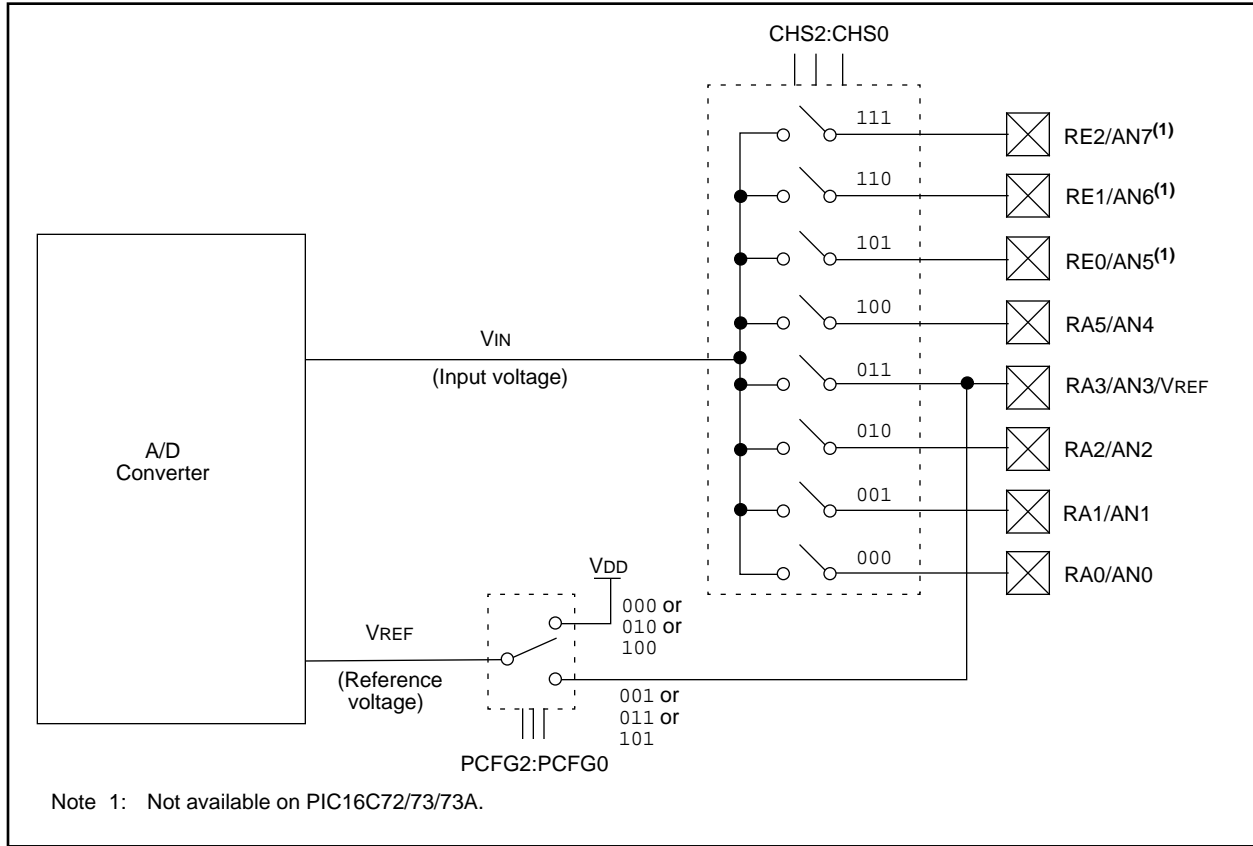 CHS2:CHS0
111
RE2/AN7(1)
110
RE1/AN6(1)
101
RE0/AN5(1)
100
RA5/AN4
VIN
(Input voltage)
011
RA3/AN3/VREF
A/D
Converter
010
RA2/AN2
001
RA1/AN1
000
RA0/AN0
VDD
000 or
010 or
100
VREF
(Reference
voltage)
001 or
011 or
101
PCFG2:PCFG0
Note 1: Not available on PIC16C72/73/73A.